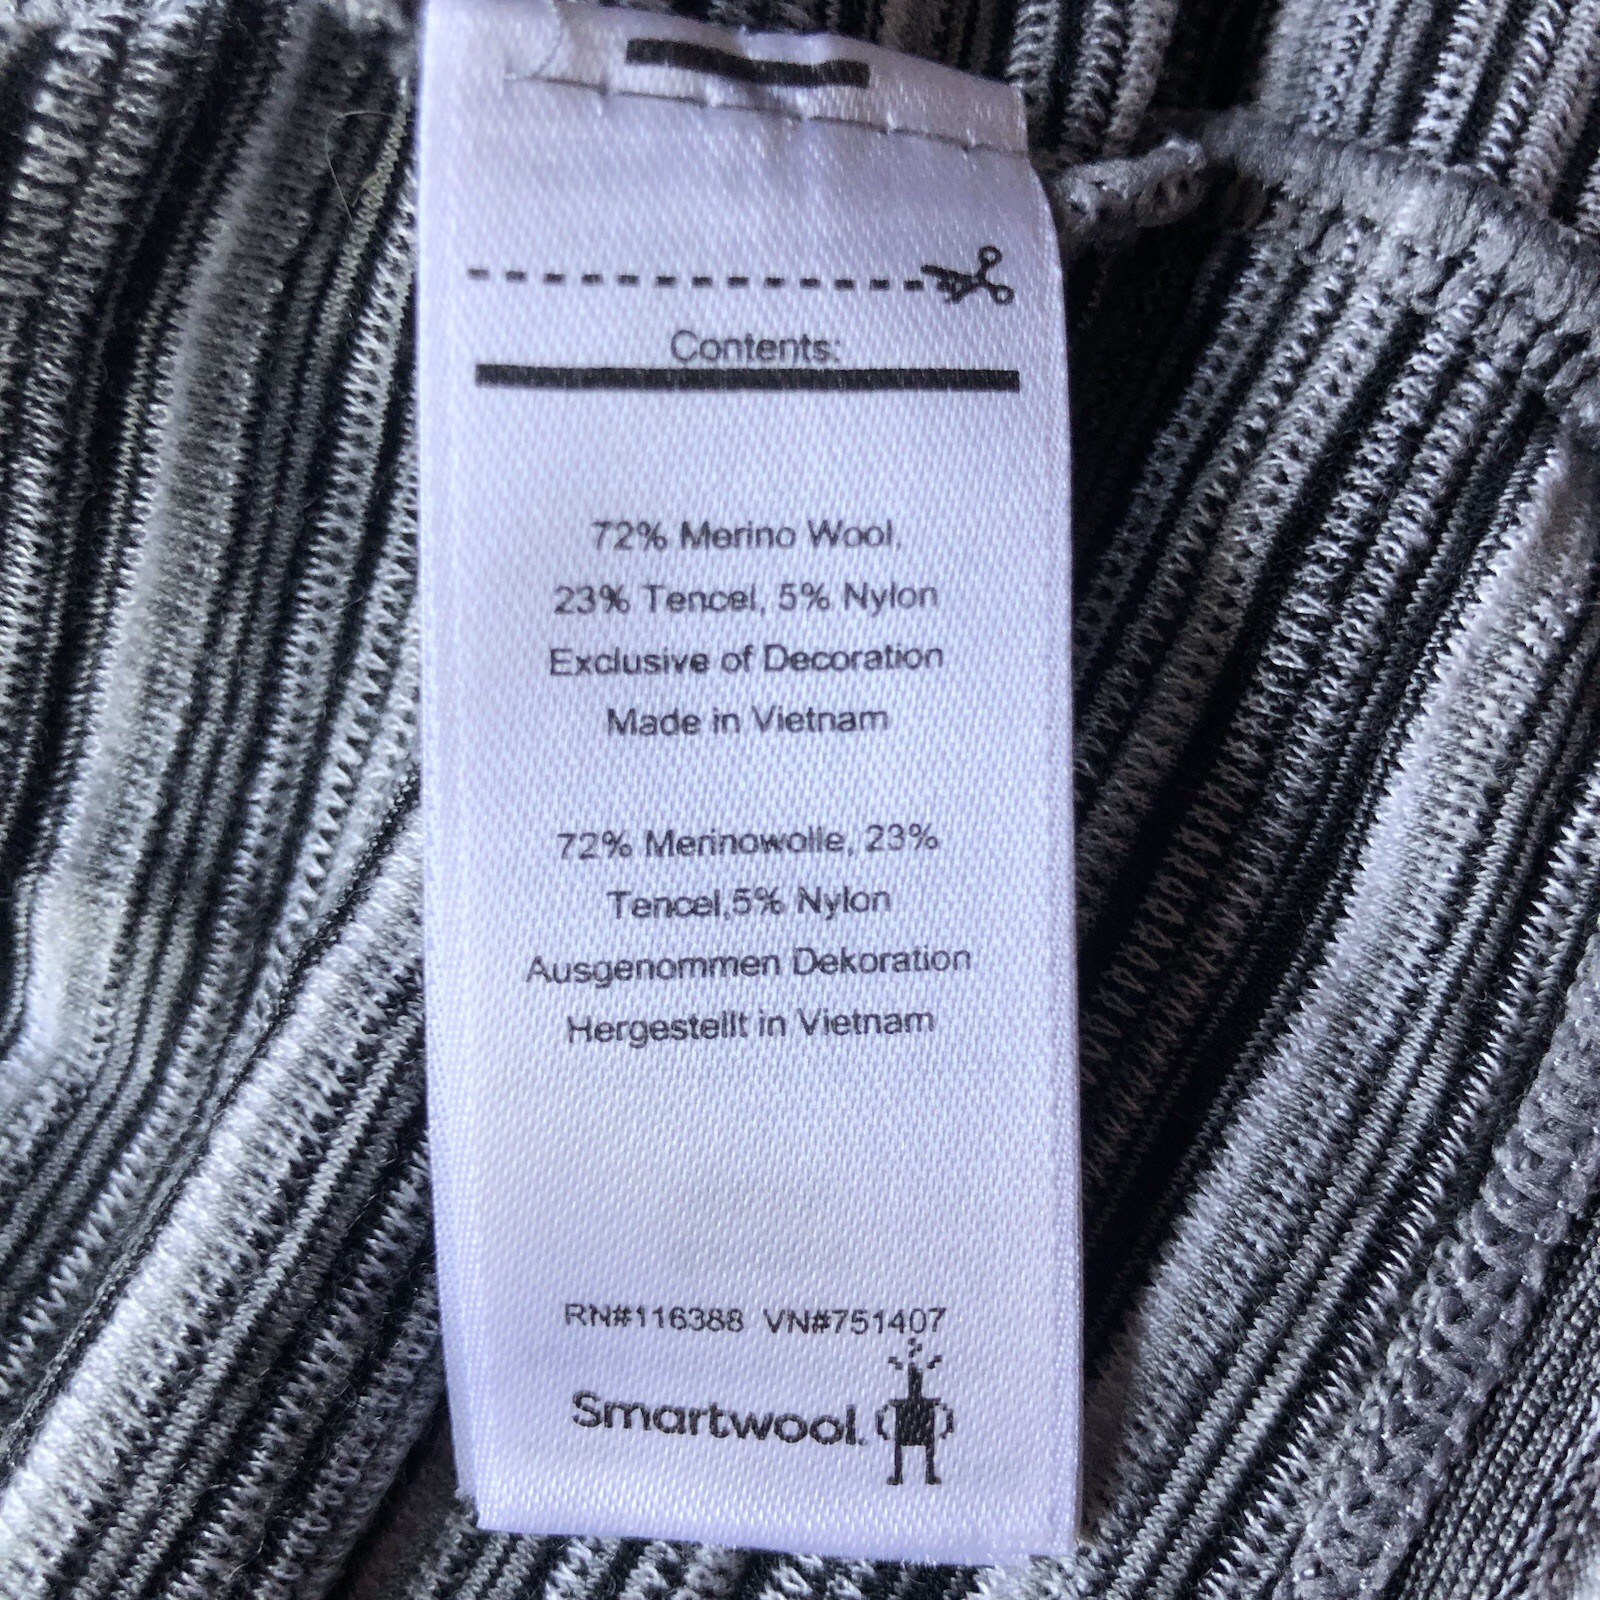 Contents:
72% Merino Wool,
23% Tencel, 5% Nylon
Exclusive of Decoration
Made in Vietnam
72% Merinowolle, 23%
Tencel,5% Nylon
Ausgenommen Dekoration
Hergestellt in Vietnam
RN#116388 VN#751407
Smartwool.